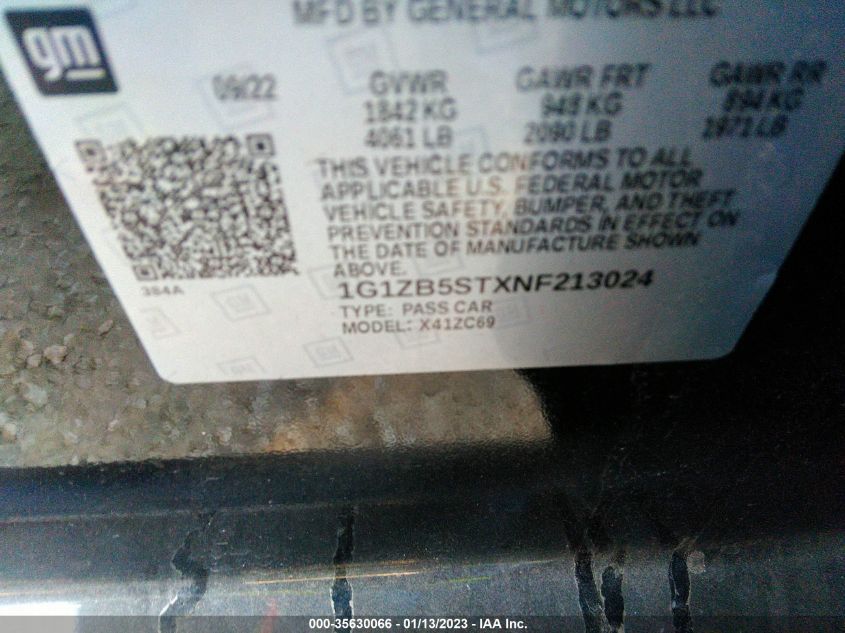 MFD BY GENERAL MOTORS LLC
gm
09/22 GVWR GAWR FRT GAWR RR
1842 KG 948 KG 894 KG
4061 LB 2090 LB 1971 LB
THIS VEHICLE CONFORMS TO ALL
APPLICABLE U.S. FEDERAL MOTOR
VEHICLE SAFETY, BUMPER, AND THEFT
PREVENTION STANDARDS IN EFFECT ON
THE DATE OF MANUFACTURE SHOWN
ABOVE.
384A
1G1ZB5STXNF213024
TYPE: PASS CAR
MODEL: X41ZC69
000-35630066 - 01/13/2023 - IAA Inc.